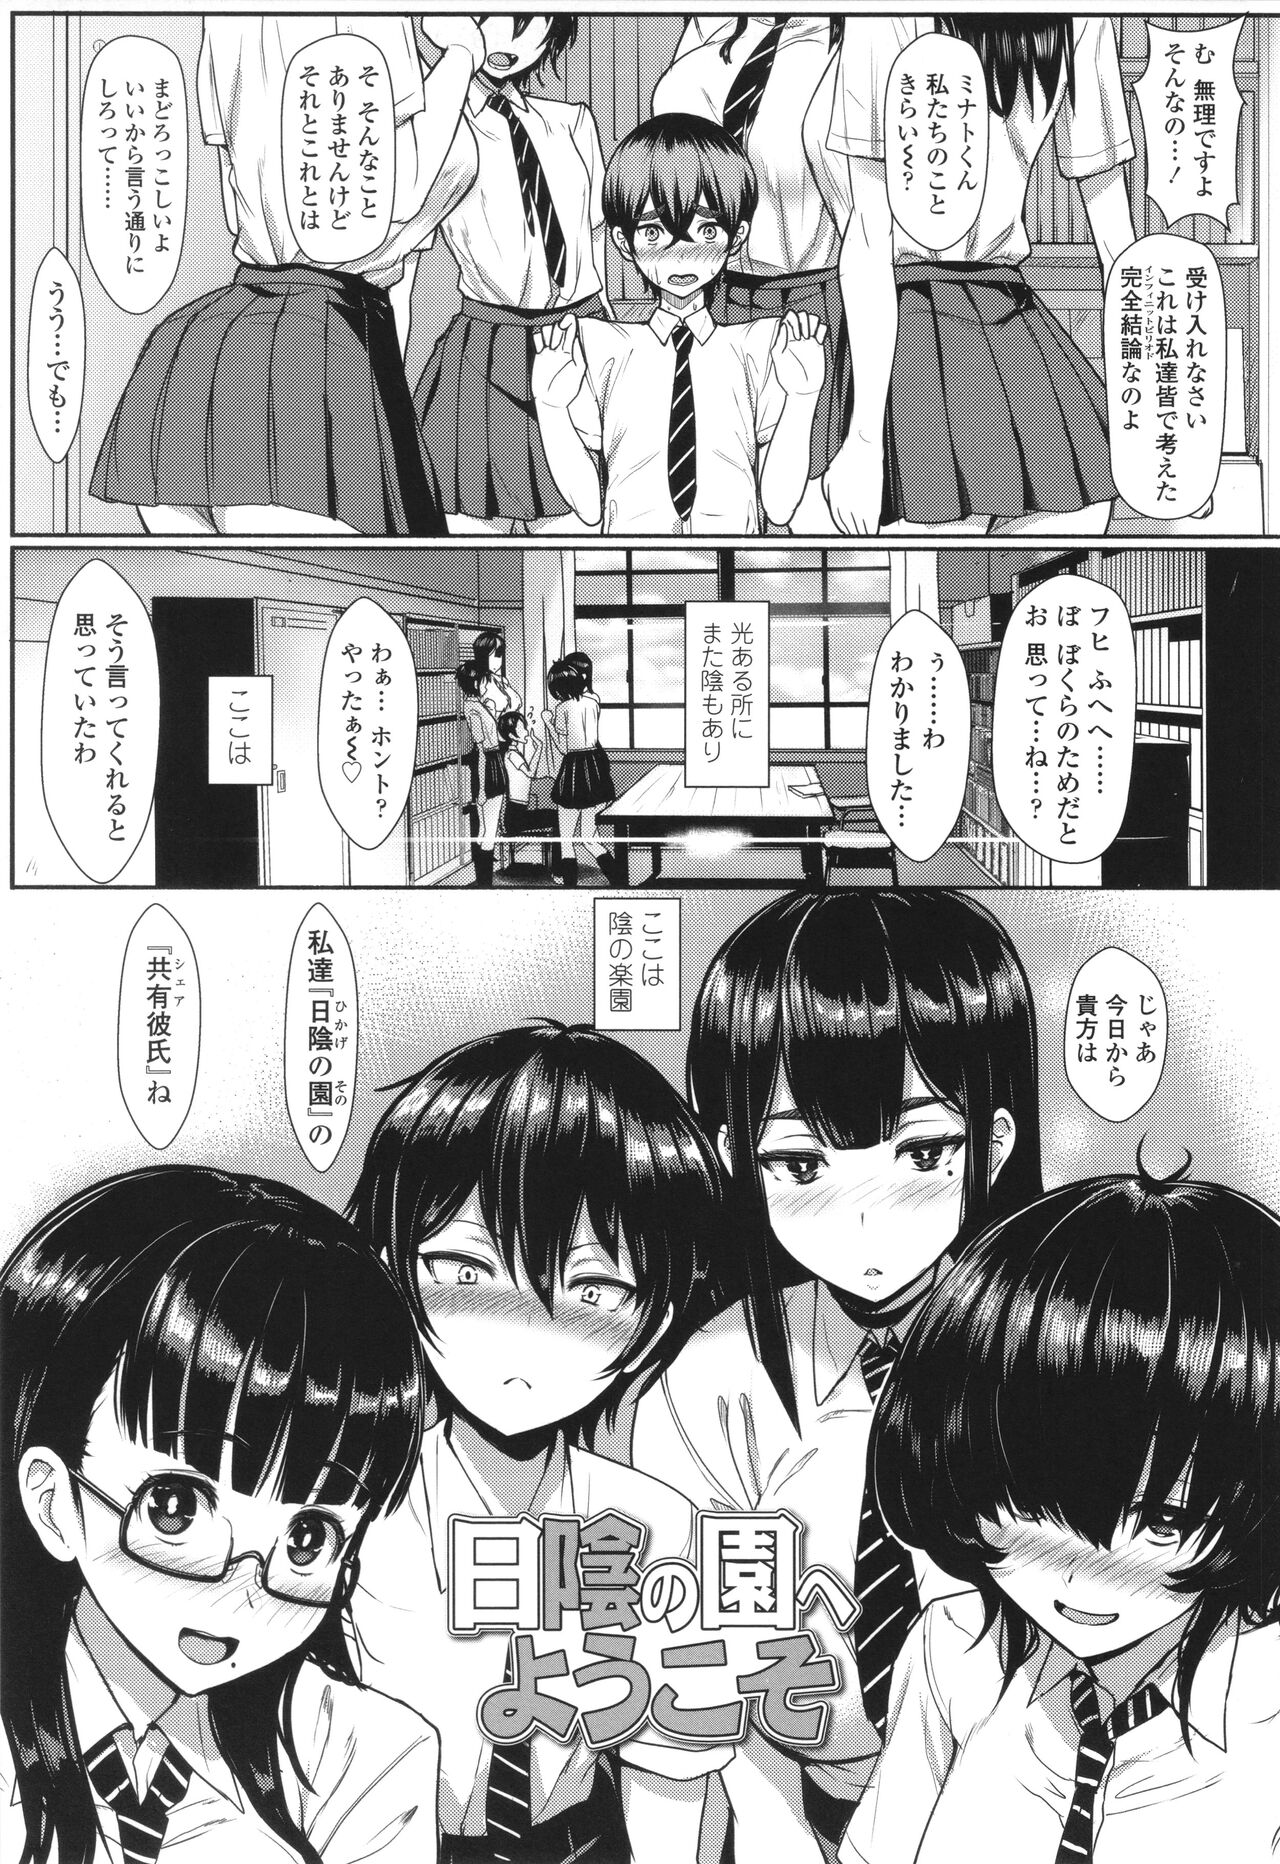 む 無理ですよ
そんなの…!
受け入れなさい
これは私達皆で考えた
完全結論なのよ
インフィニットピリオド
ミナトくん
私たちのこと
きらい〜?
そ そんなこと
ありませんけど
それとこれとは
まどろっこしいよ
いいから言う通りに
しろって……
うう…でも…
フヒ ふへへ……
ぼ ぼくらのためだと
お 思って…ね…?
う……わ
わかりました…
光ある所に
また陰もあり
わぁ… ホント?
やったぁ〜♡
ここは
そう言ってくれると
思っていたわ
じゃあ
今日から
貴方は
ここは
陰の楽園
私達『日陰の園』の
ひかげ
その
『共有彼氏』ね
シェア
日陰の園へ
ようこそ